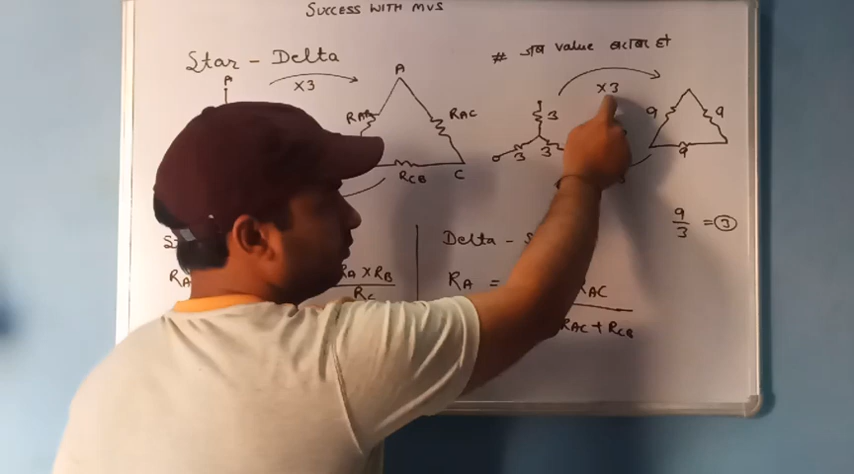 SUCCESS WITH MVS
Star - Delta
A
×3
A
RAB
RAC
RCB
C
# जब value बराबर हो
×3
3
3
3
9
9
9
9/3 = 3
RA × RB
RC
Delta - S
RA =
RAC
RAC + RCB